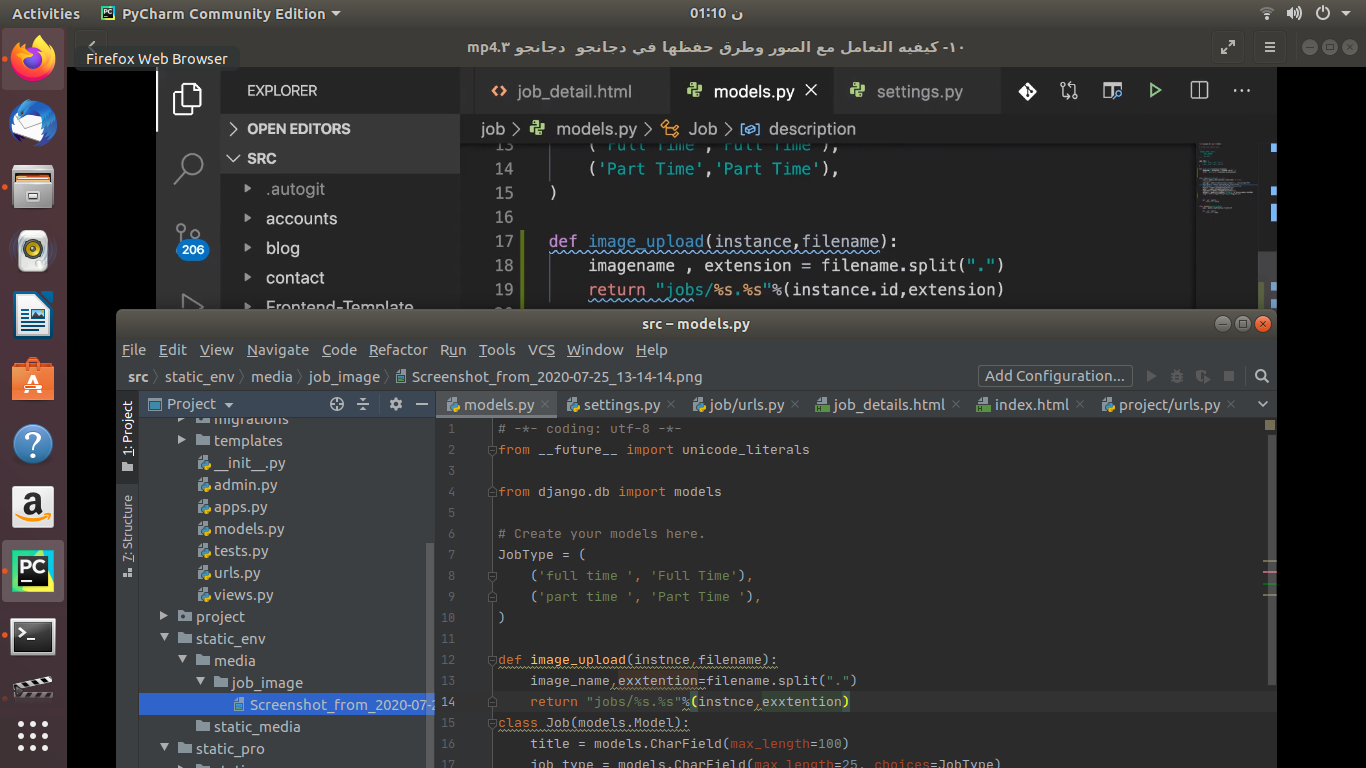 Activities
PyCharm Community Edition
01:10 ن
١٠- كيفيه التعامل مع الصور وطرق حفظها في دجانجو دجانجو ٣.mp4
Firefox Web Browser
EXPLORER
OPEN EDITORS
SRC
.autogit
accounts
blog
contact
Frontend-Template
206
job_detail.html
models.py
settings.py
job > models.py > Job > description
13 ('Full Time','Full Time'),
14 ('Part Time','Part Time'),
15 )
16
17 def image_upload(instance,filename):
18 imagename , extension = filename.split(".")
19 return "jobs/%s.%s"%(instance.id,extension)
src – models.py
File Edit View Navigate Code Refactor Run Tools VCS Window Help
src static_env media job_image Screenshot_from_2020-07-25_13-14-14.png
Add Configuration...
Project
models.py
settings.py
job/urls.py
job_details.html
index.html
project/urls.py
1: Project
7: Structure
migrations
templates
__init__.py
admin.py
apps.py
models.py
tests.py
urls.py
views.py
project
static_env
media
job_image
Screenshot_from_2020-07-2
static_media
static_pro
1 # -*- coding: utf-8 -*-
2 from __future__ import unicode_literals
3
4 from django.db import models
5
6 # Create your models here.
7 JobType = (
8 ('full time ', 'Full Time'),
9 ('part time ', 'Part Time '),
10 )
11
12 def image_upload(instnce,filename):
13 image_name,exxtention=filename.split(".")
14 return "jobs/%s.%s"%(instnce,exxtention)
15 class Job(models.Model):
16 title = models.CharField(max_length=100)
17 job_type = models.CharField(max_length=25, choices=JobType)